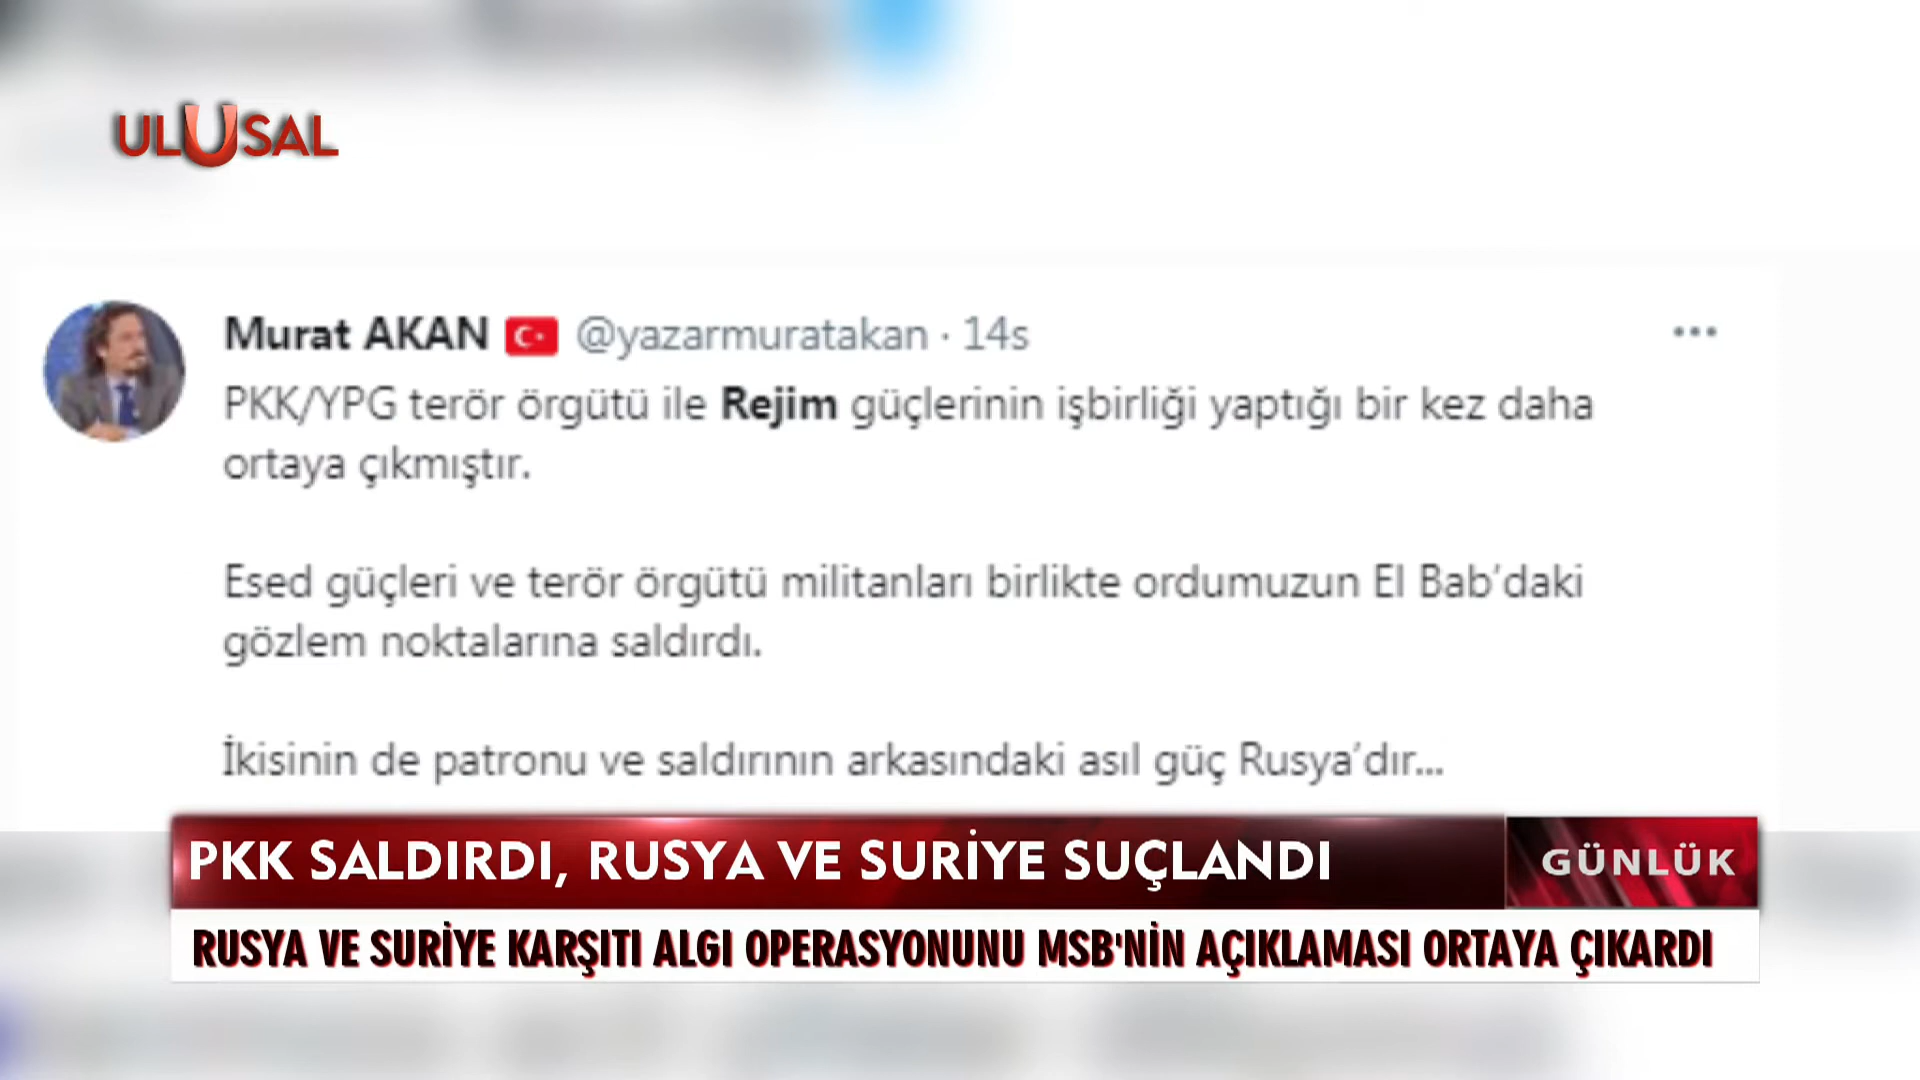 ULUSAL
Murat AKAN @yazarmuratakan · 14s
PKK/YPG terör örgütü ile Rejim güçlerinin işbirliği yaptığı bir kez daha
ortaya çıkmıştır.
Esed güçleri ve terör örgütü militanları birlikte ordumuzun El Bab'daki
gözlem noktalarına saldırdı.
İkisinin de patronu ve saldırının arkasındaki asıl güç Rusya'dır...
PKK SALDIRDI, RUSYA VE SURİYE SUÇLANDI
GÜNLÜK
RUSYA VE SURİYE KARŞITI ALGI OPERASYONUNU MSB'NİN AÇIKLAMASI ORTAYA ÇIKARDI